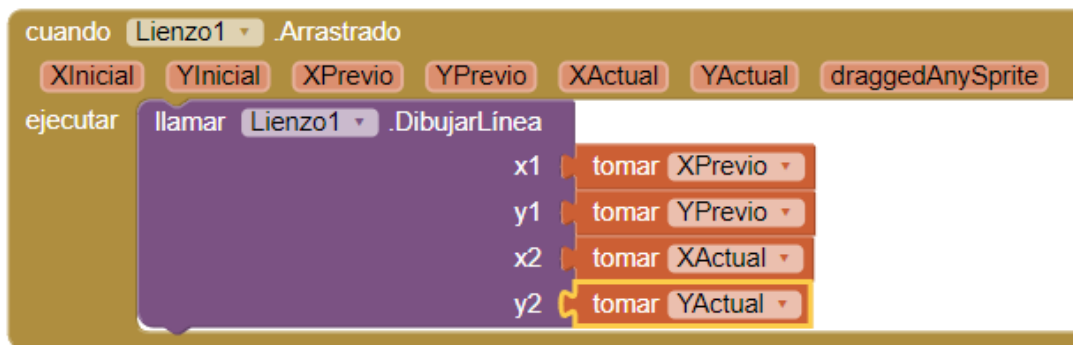 cuando Lienzo1 .Arrastrado
XInicial YInicial XPrevio YPrevio XActual YActual draggedAnySprite
ejecutar llamar Lienzo1 .DibujarLínea
x1 tomar XPrevio
y1 tomar YPrevio
x2 tomar XActual
y2 tomar YActual